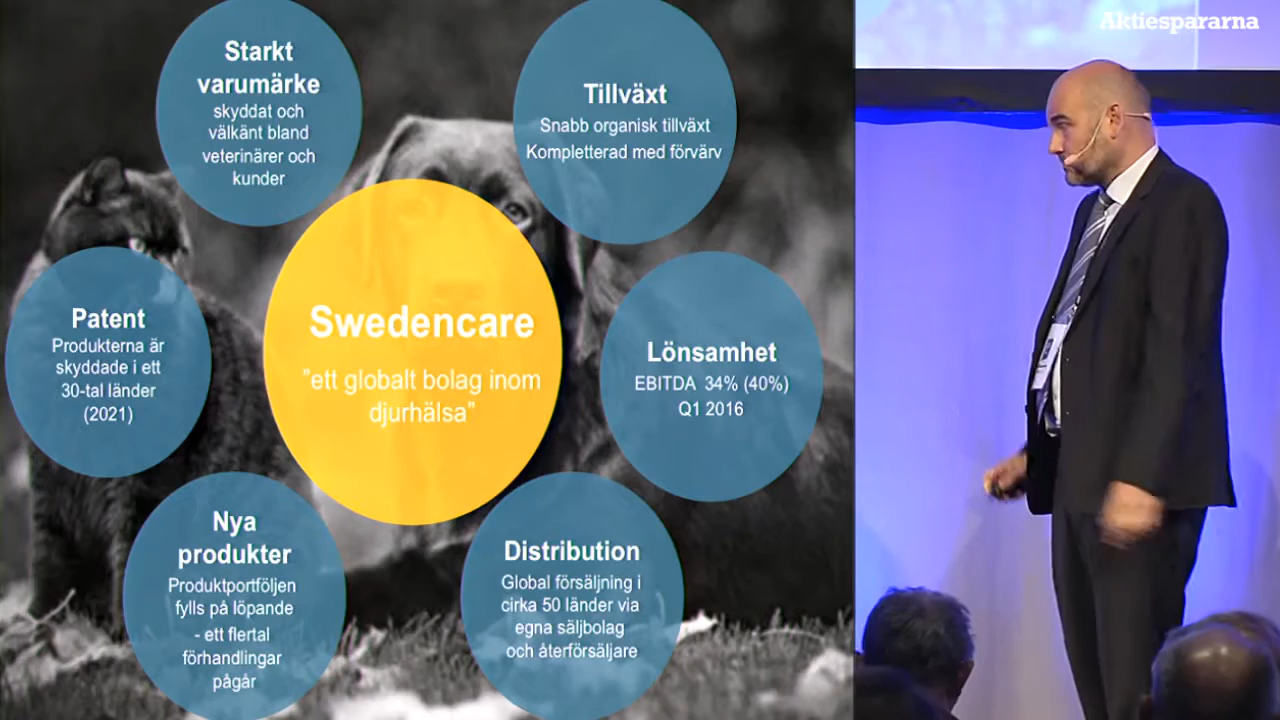 Aktiespararna
Starkt
varumärke
skyddat och
välkänt bland
veterinärer och
kunder
Tillväxt
Snabb organisk tillväxt
Kompletterad med förvärv
Patent
Produkterna är
skyddade i ett
30-tal länder
(2021)
Swedencare
”ett globalt bolag inom
djurhälsa”
Lönsamhet
EBITDA 34% (40%)
Q1 2016
Nya
produkter
Produktportföljen
fylls på löpande
- ett flertal
förhandlingar
pågår
Distribution
Global försäljning i
cirka 50 länder via
egna säljbolag
och återförsäljare